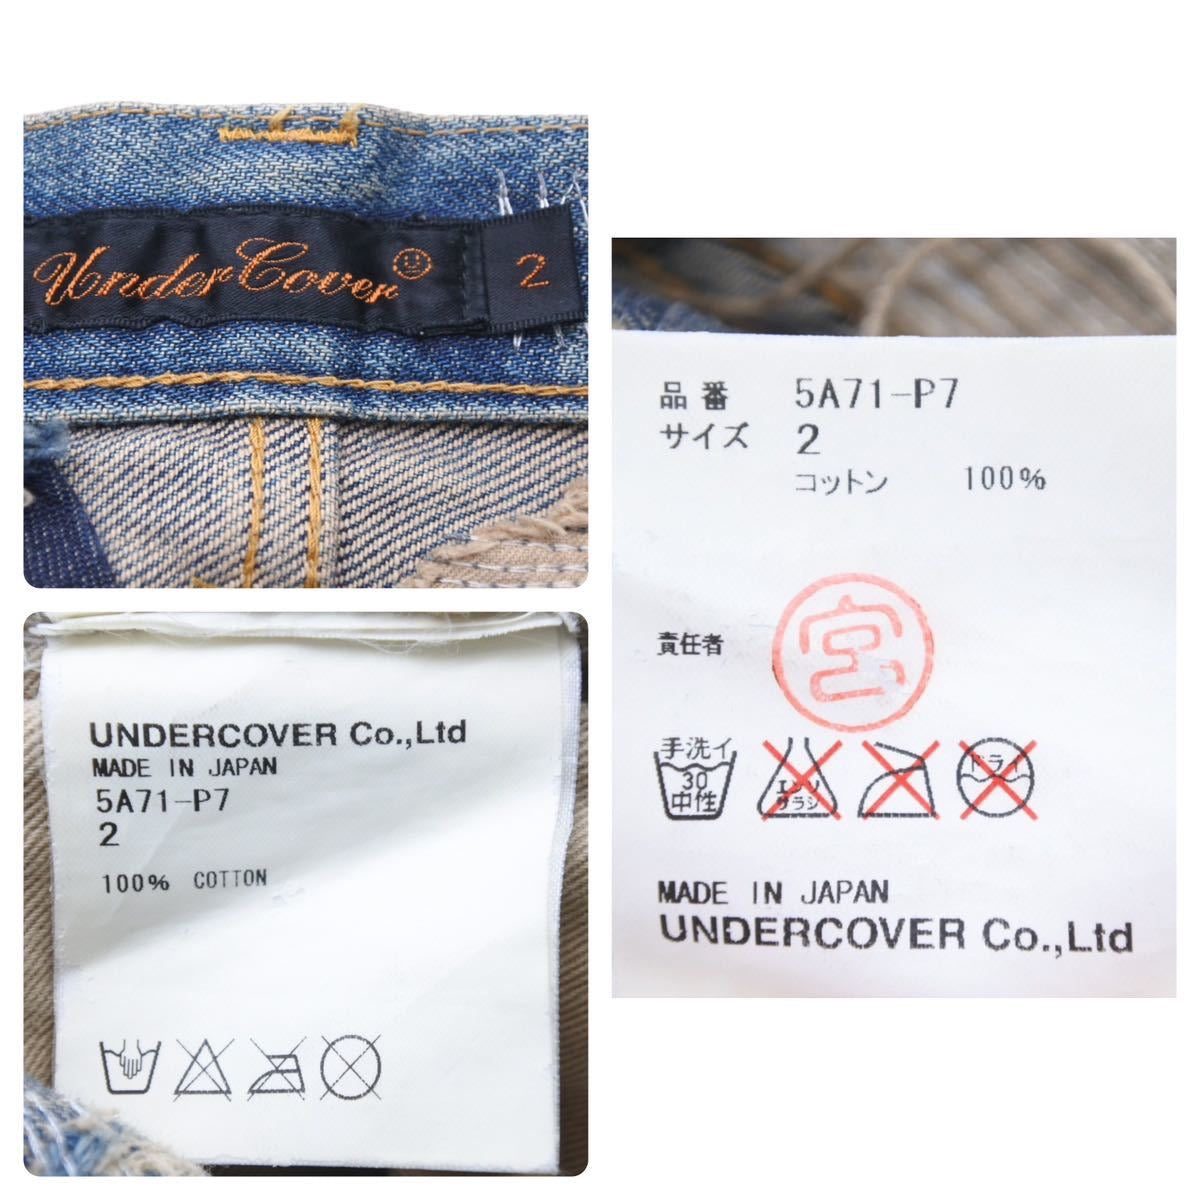 UnderCover
2
UNDERCOVER Co.,Ltd
MADE IN JAPAN
5A71-P7
2
100% COTTON
品番 5A71-P7
サイズ 2
コットン 100%
責任者 宮
手洗イ
30
中性
エンソ
サラシ
ドライ
MADE IN JAPAN
UNDERCOVER Co.,Ltd